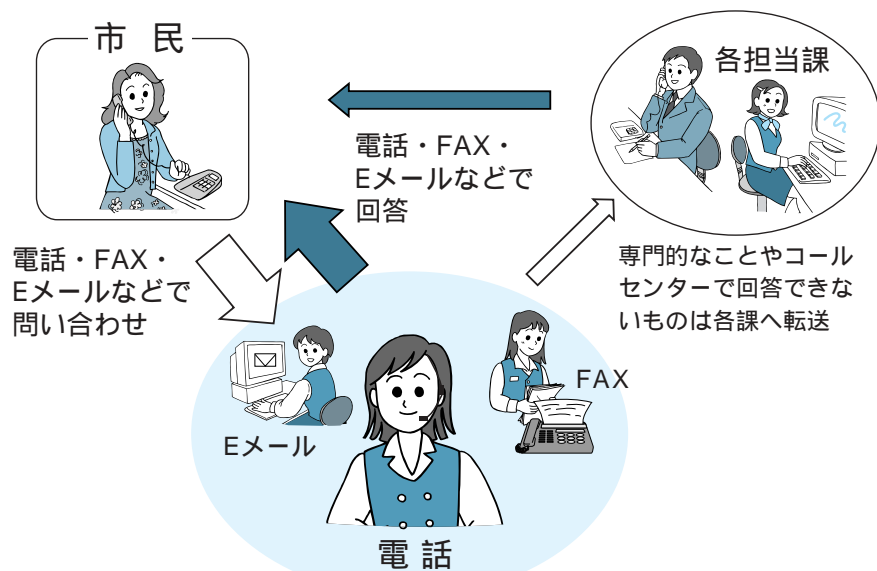 市 民
各担当課
電話・FAX・
Eメールなどで
回答
電話・FAX・
Eメールなどで
問い合わせ
専門的なことやコール
センターで回答できな
いものは各課へ転送
FAX
Eメール
電 話